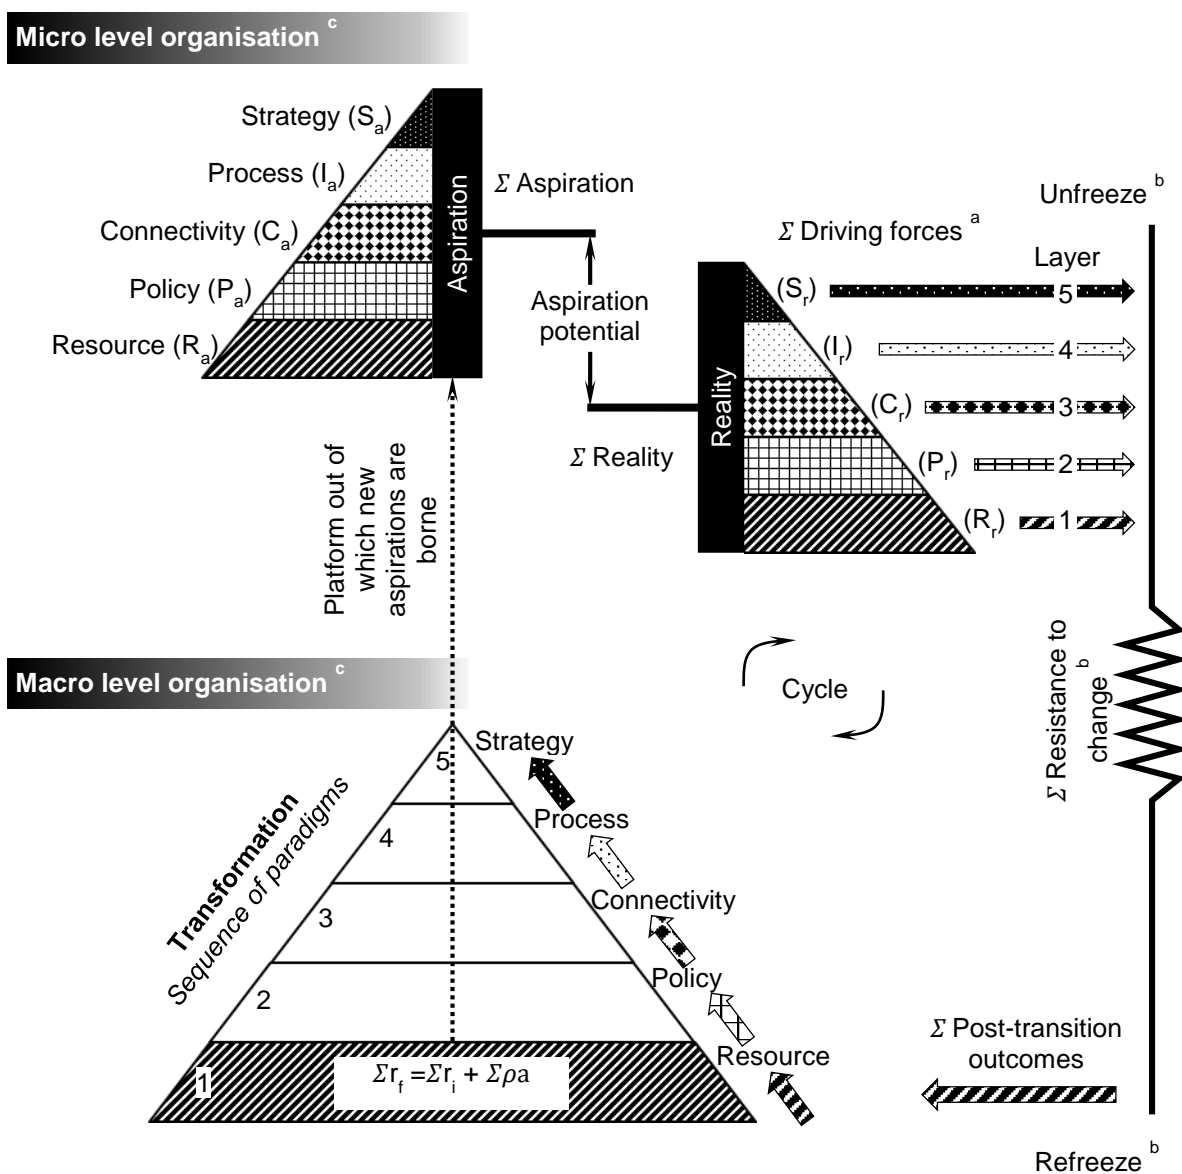 Micro level organisation c
Strategy (Sa)
Process (Ia)
Connectivity (Ca)
Policy (Pa)
Resource (Ra)
Aspiration
Σ Aspiration
Aspiration
potential
Σ Reality
Reality
Σ Driving forces a
Unfreeze b
Layer
(Sr)
5
(Ir)
4
(Cr)
3
(Pr)
2
(Rr)
1
Platform out of
which new
aspirations are
borne
Σ Resistance to
change b
Cycle
Macro level organisation c
Transformation
Sequence of paradigms
5
4
3
2
1
Strategy
Process
Connectivity
Policy
Resource
Σrf =Σri + Σρa
Σ Post-transition
outcomes
Refreeze b